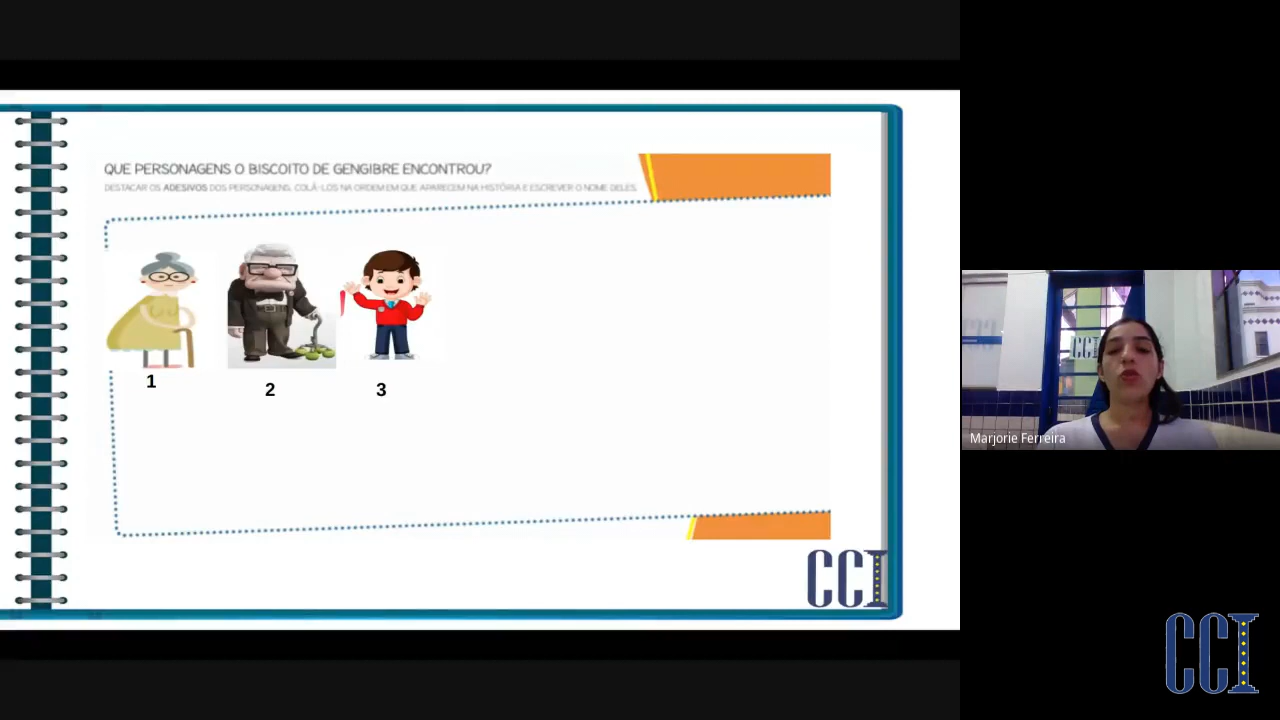 QUE PERSONAGENS O BISCOITO DE GENGIBRE ENCONTROU?
DESTACAR OS ADESIVOS DOS PERSONAGENS, COLÁ-LOS NA ORDEM EM QUE APARECEM NA HISTÓRIA E ESCREVER O NOME DELES.
1 2 3
CCI
CCI
Marjorie Ferreira
CCI